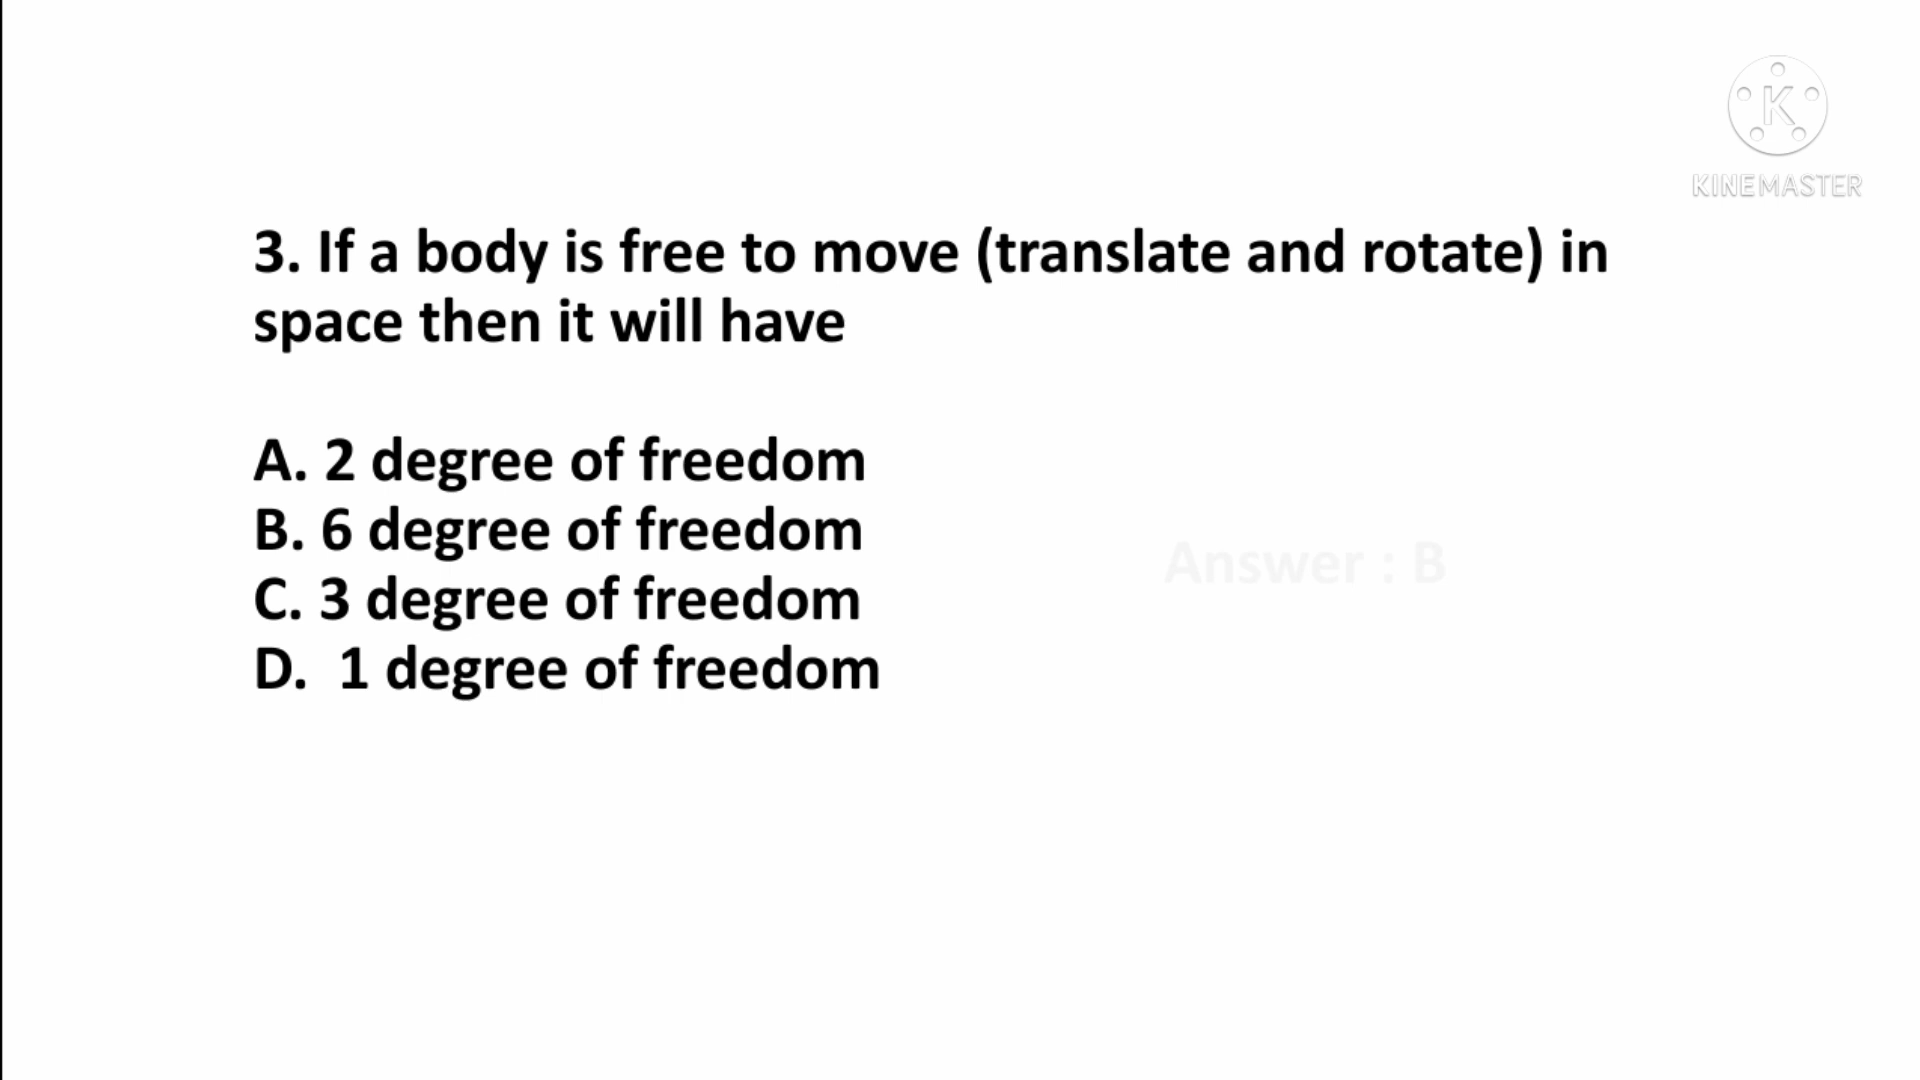 KINEMASTER
3. If a body is free to move (translate and rotate) in
space then it will have
A. 2 degree of freedom
B. 6 degree of freedom
C. 3 degree of freedom
D. 1 degree of freedom
Answer : B